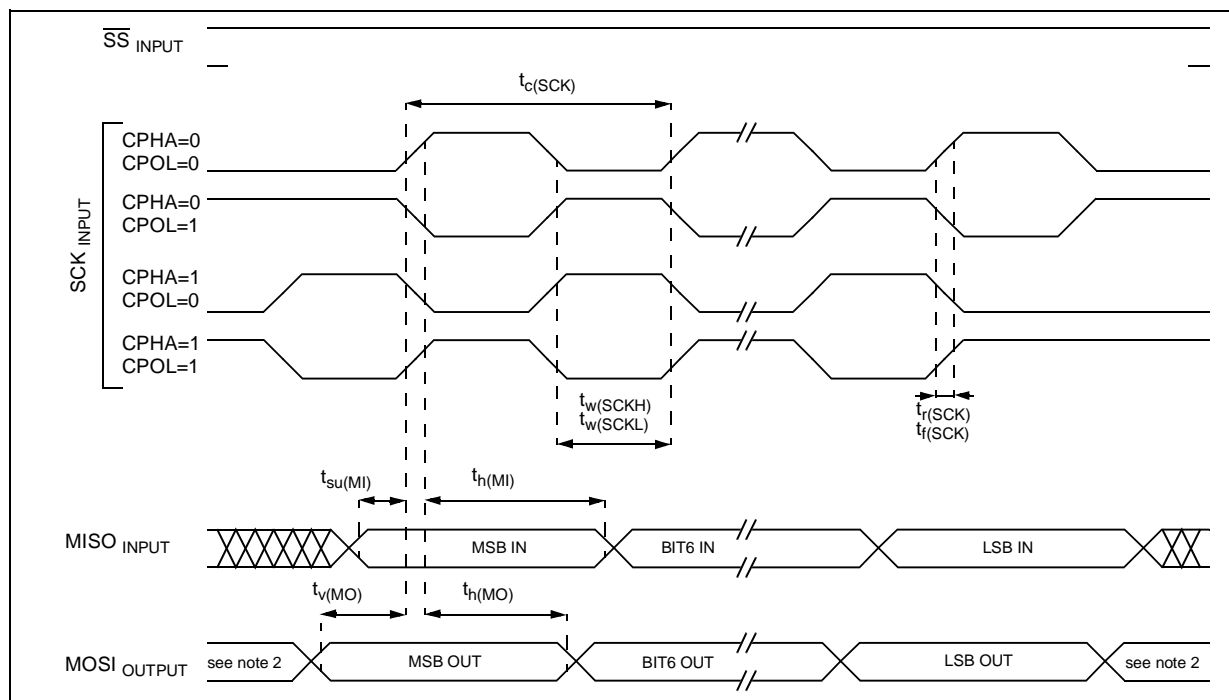 SS INPUT
tc(SCK)
SCK INPUT
CPHA=0
CPOL=0
CPHA=0
CPOL=1
CPHA=1
CPOL=0
CPHA=1
CPOL=1
tw(SCKH)
tw(SCKL)
tr(SCK)
tf(SCK)
tsu(MI)
th(MI)
MISO INPUT
MSB IN
BIT6 IN
LSB IN
tv(MO)
th(MO)
MOSI OUTPUT
see note 2
MSB OUT
BIT6 OUT
LSB OUT
see note 2